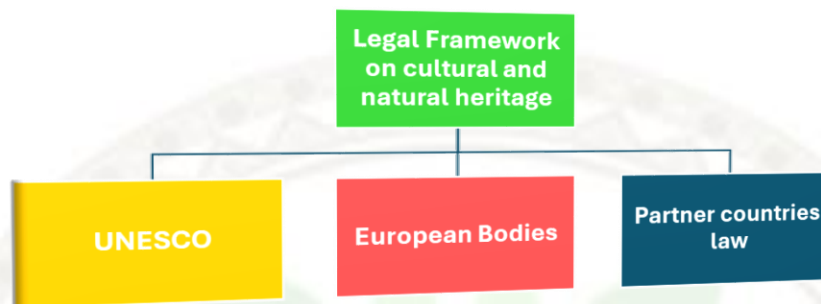 Legal Framework
on cultural and
natural heritage
UNESCO
European Bodies
Partner countries
law